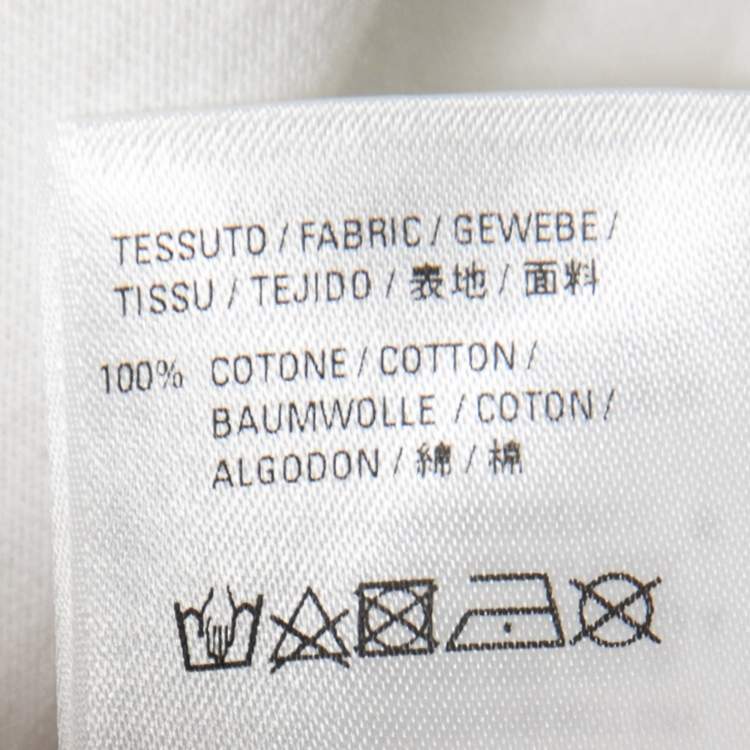 TESSUTO / FABRIC / GEWEBE /
TISSU / TEJIDO / 表地 / 面料
100% COTONE / COTTON /
BAUMWOLLE / COTON /
ALGODON / 綿 / 棉